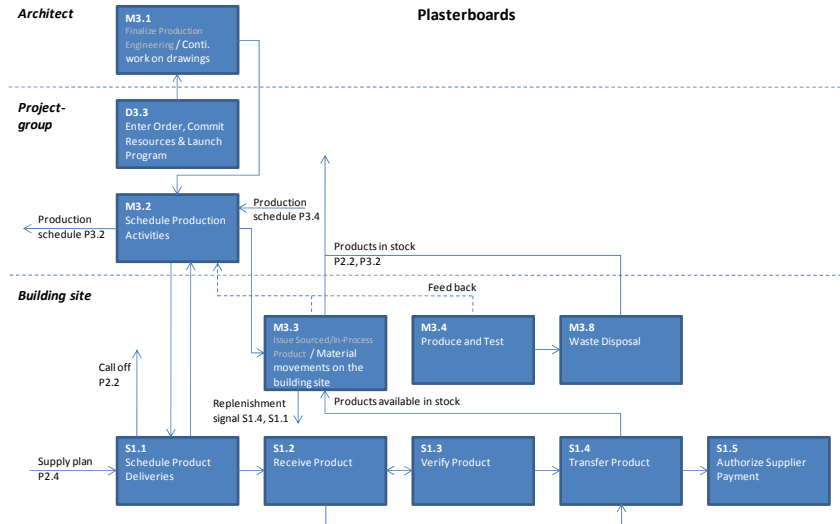 Architect
Plasterboards
M3.1
Finalize Production
Engineering / Conti.
work on drawings
Project-
group
D3.3
Enter Order, Commit
Resources & Launch
Program
M3.2
Schedule Production
Activities
Production
schedule P3.2
Production
schedule P3.4
Products in stock
P2.2, P3.2
Building site
Feed back
M3.3
Issue Sourced/In-Process
Product / Material
movements on the
building site
M3.4
Produce and Test
M3.8
Waste Disposal
Call off
P2.2
Replenishment
signal S1.4, S1.1
Products available in stock
Supply plan
P2.4
S1.1
Schedule Product
Deliveries
S1.2
Receive Product
S1.3
Verify Product
S1.4
Transfer Product
S1.5
Authorize Supplier
Payment